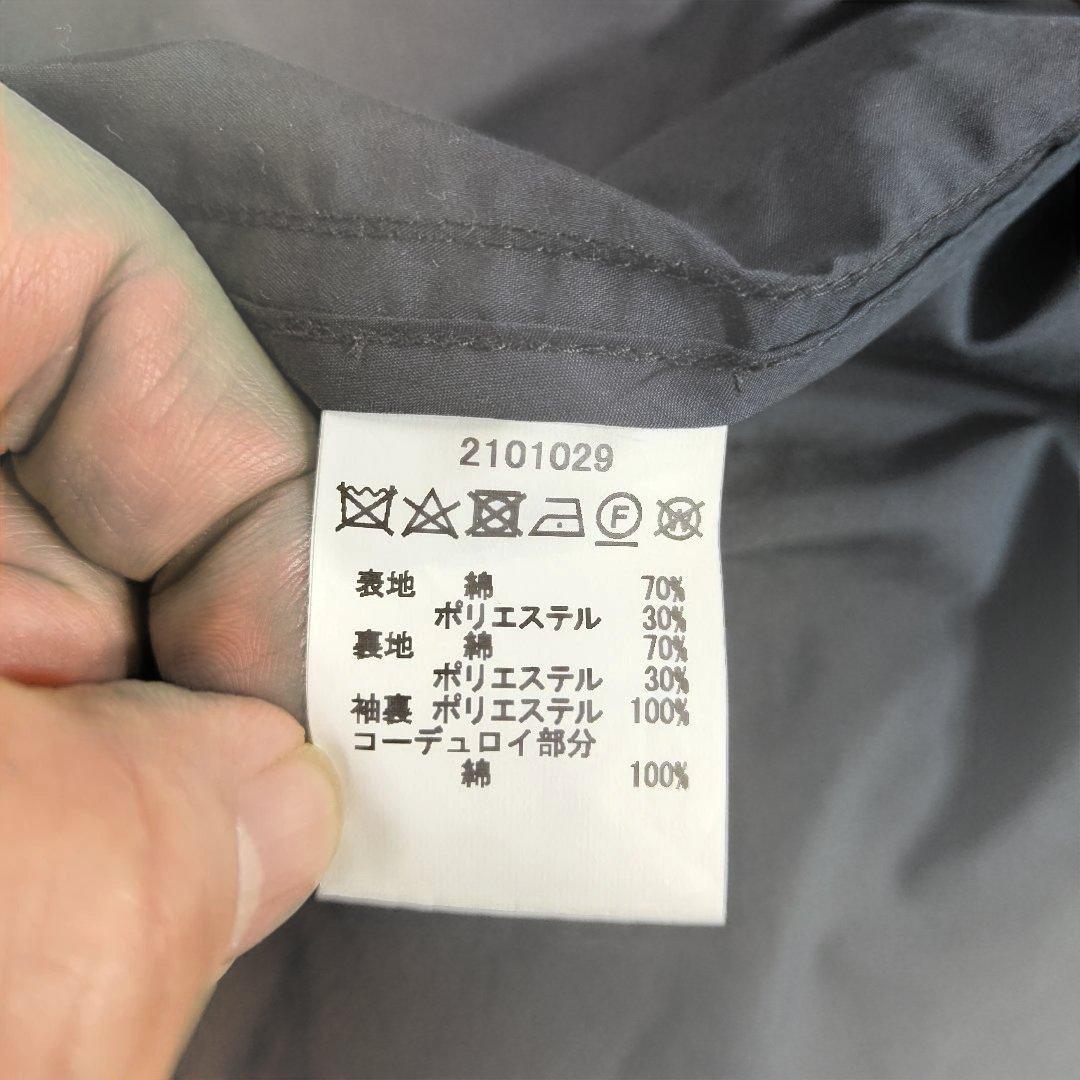 2101029
F W
表地 綿 70%
ポリエステル 30%
裏地 綿 70%
ポリエステル 30%
袖裏 ポリエステル 100%
コーデュロイ部分
綿 100%